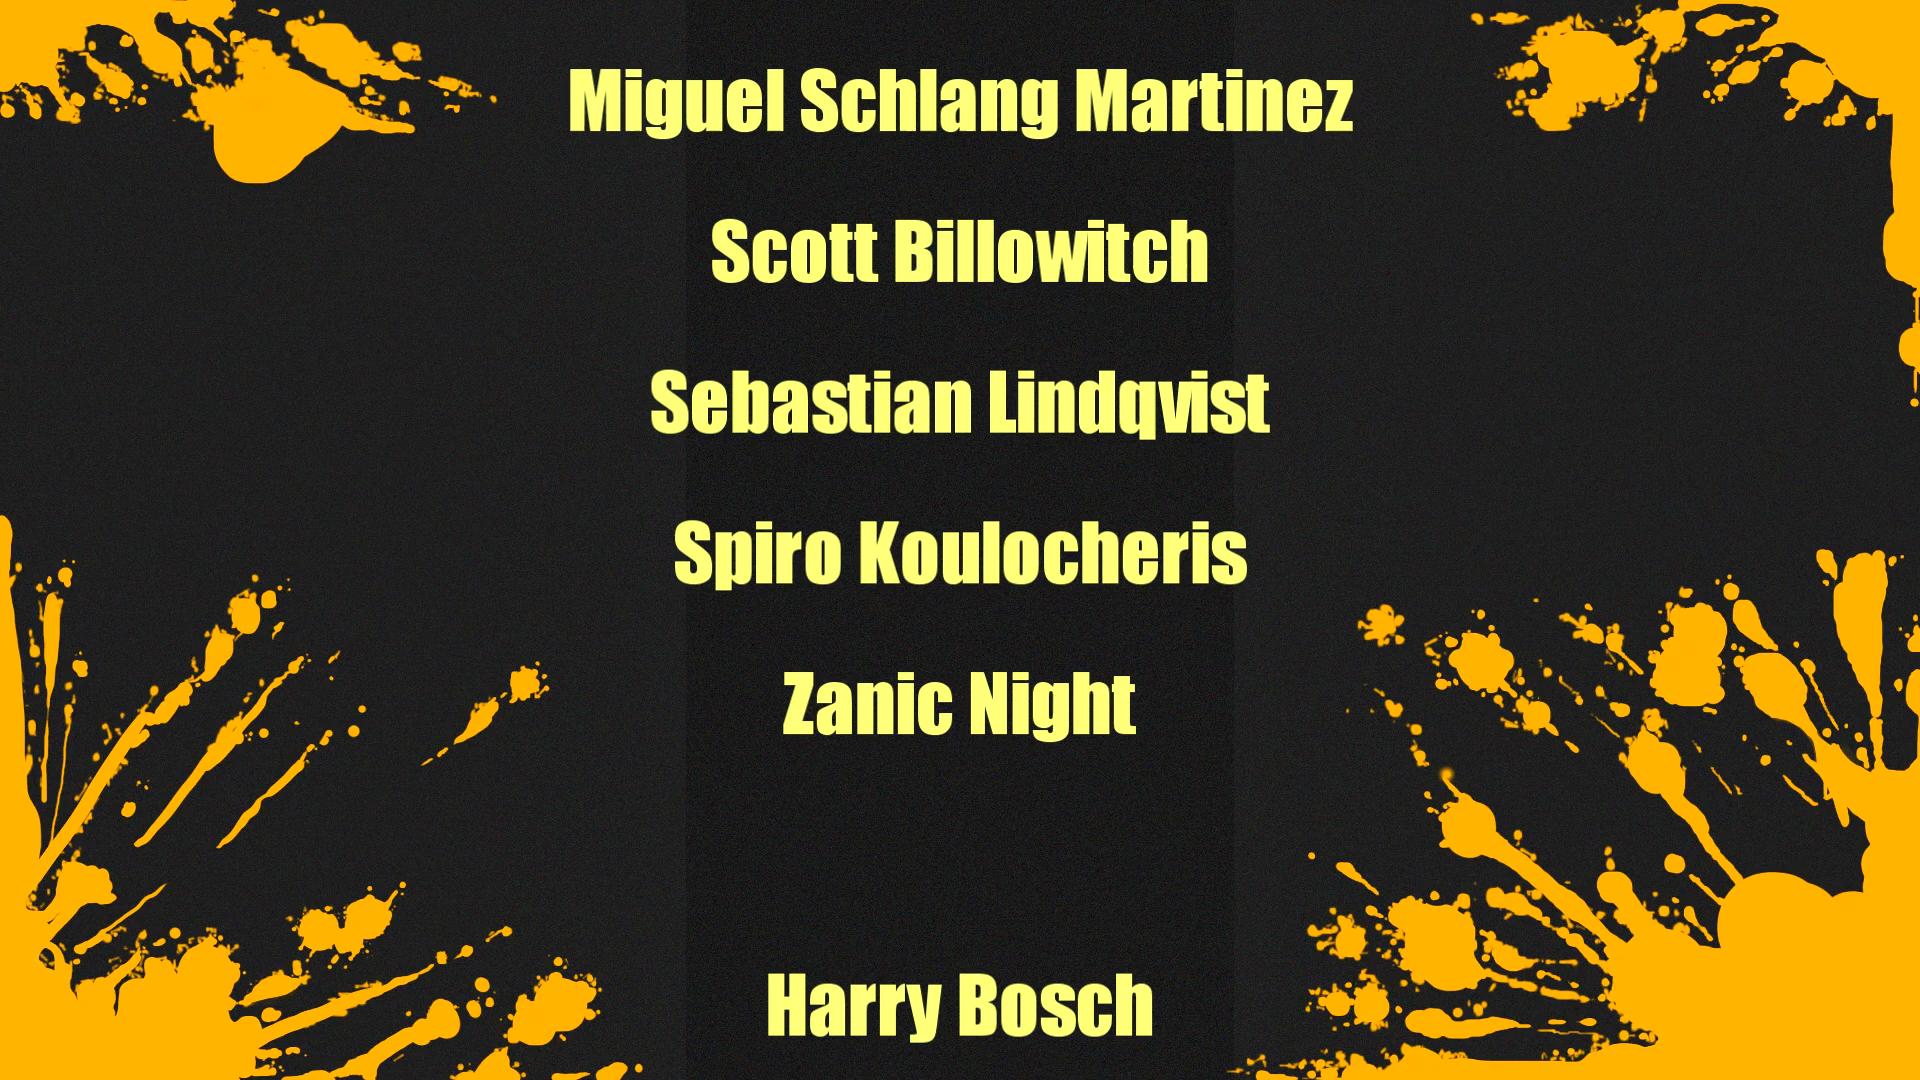 Miguel Schlang Martinez
Scott Billowitch
Sebastian Lindqvist
Spiro Koulocheris
Zanic Night
Harry Bosch